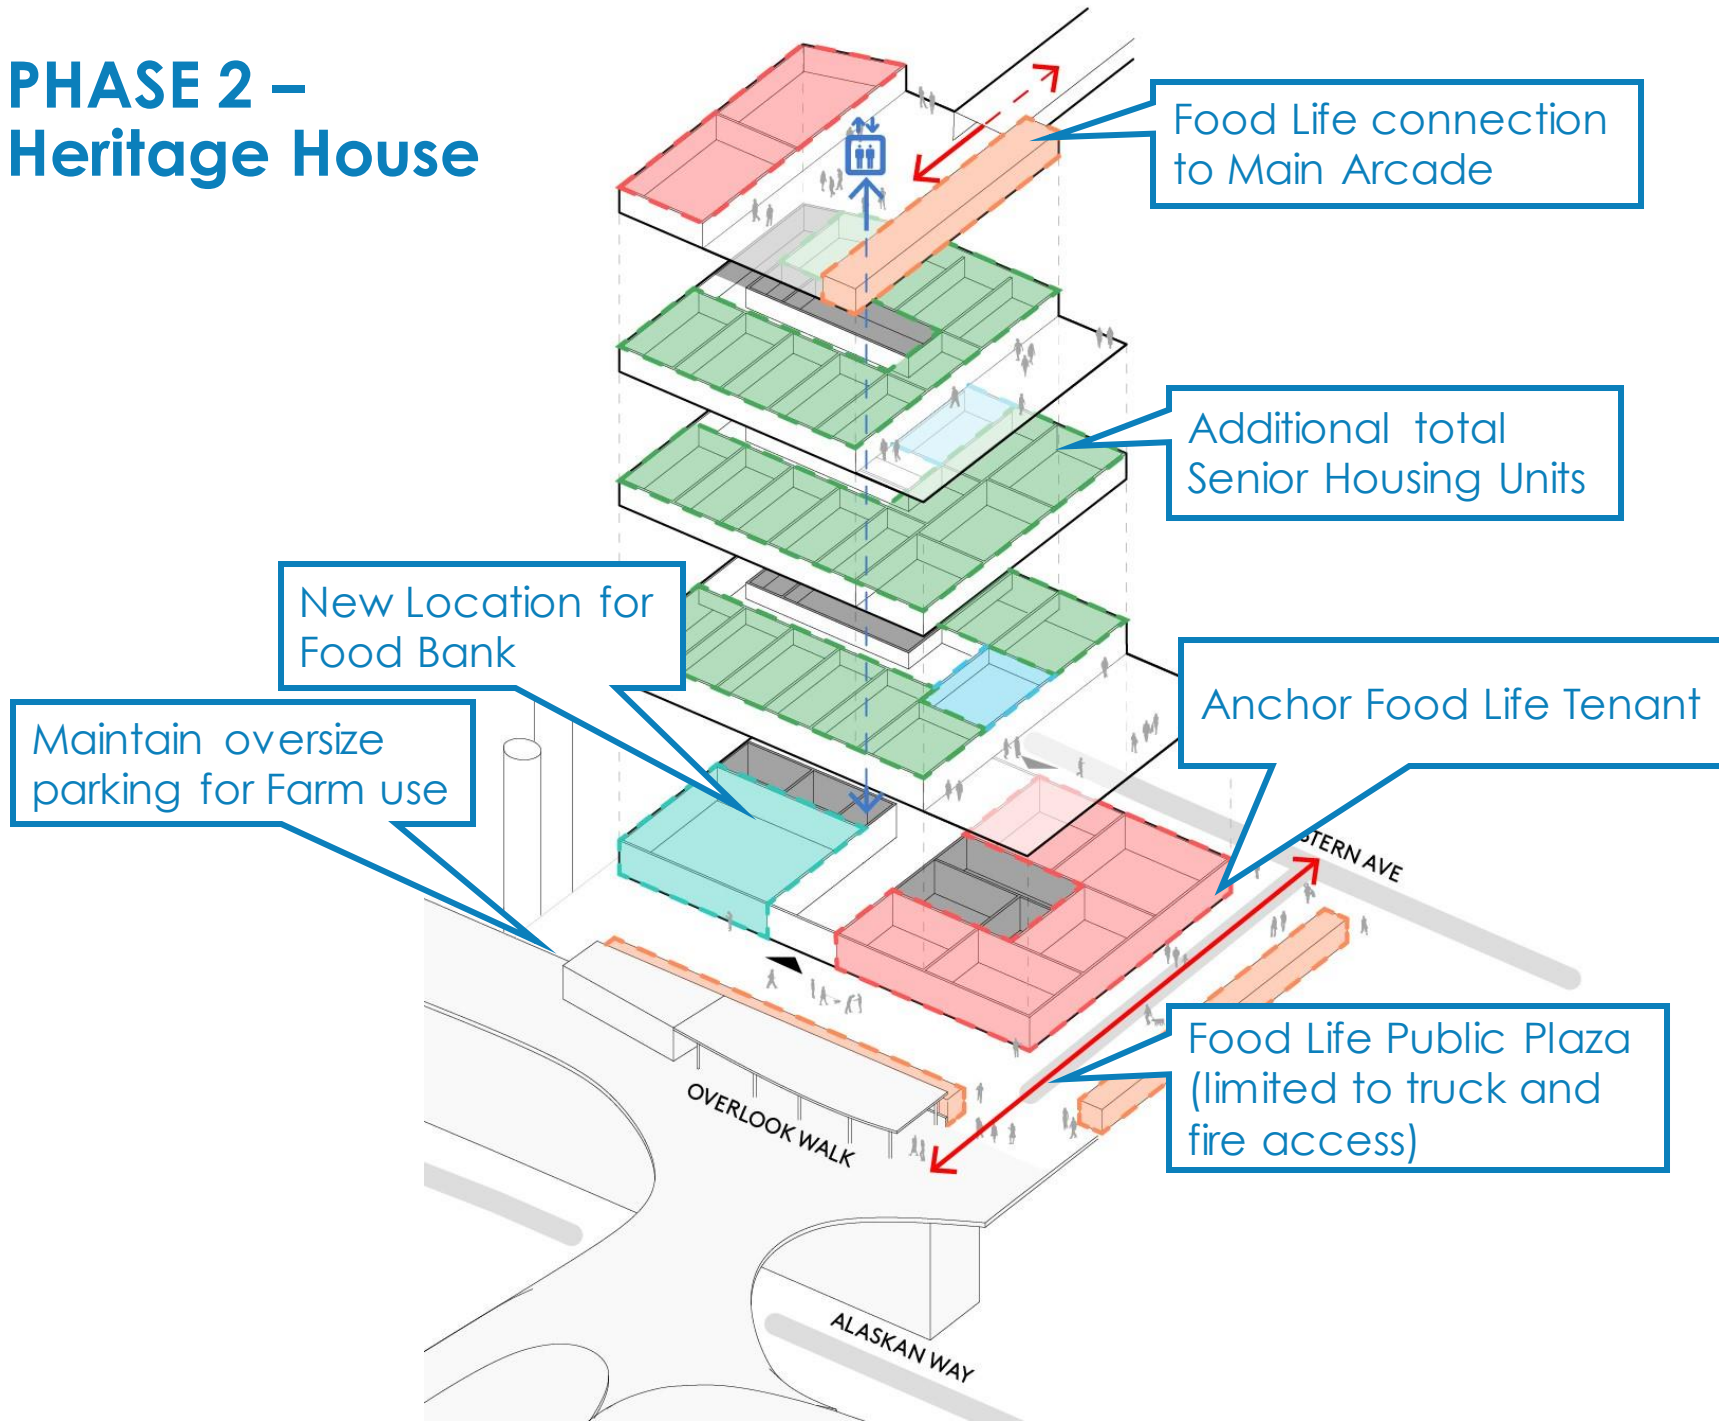 PHASE 2 –
Heritage House
Food Life connection
to Main Arcade
Additional total
Senior Housing Units
New Location for
Food Bank
Anchor Food Life Tenant
Maintain oversize
parking for Farm use
STERN AVE
Food Life Public Plaza
(limited to truck and
fire access)
OVERLOOK WALK
ALASKAN WAY